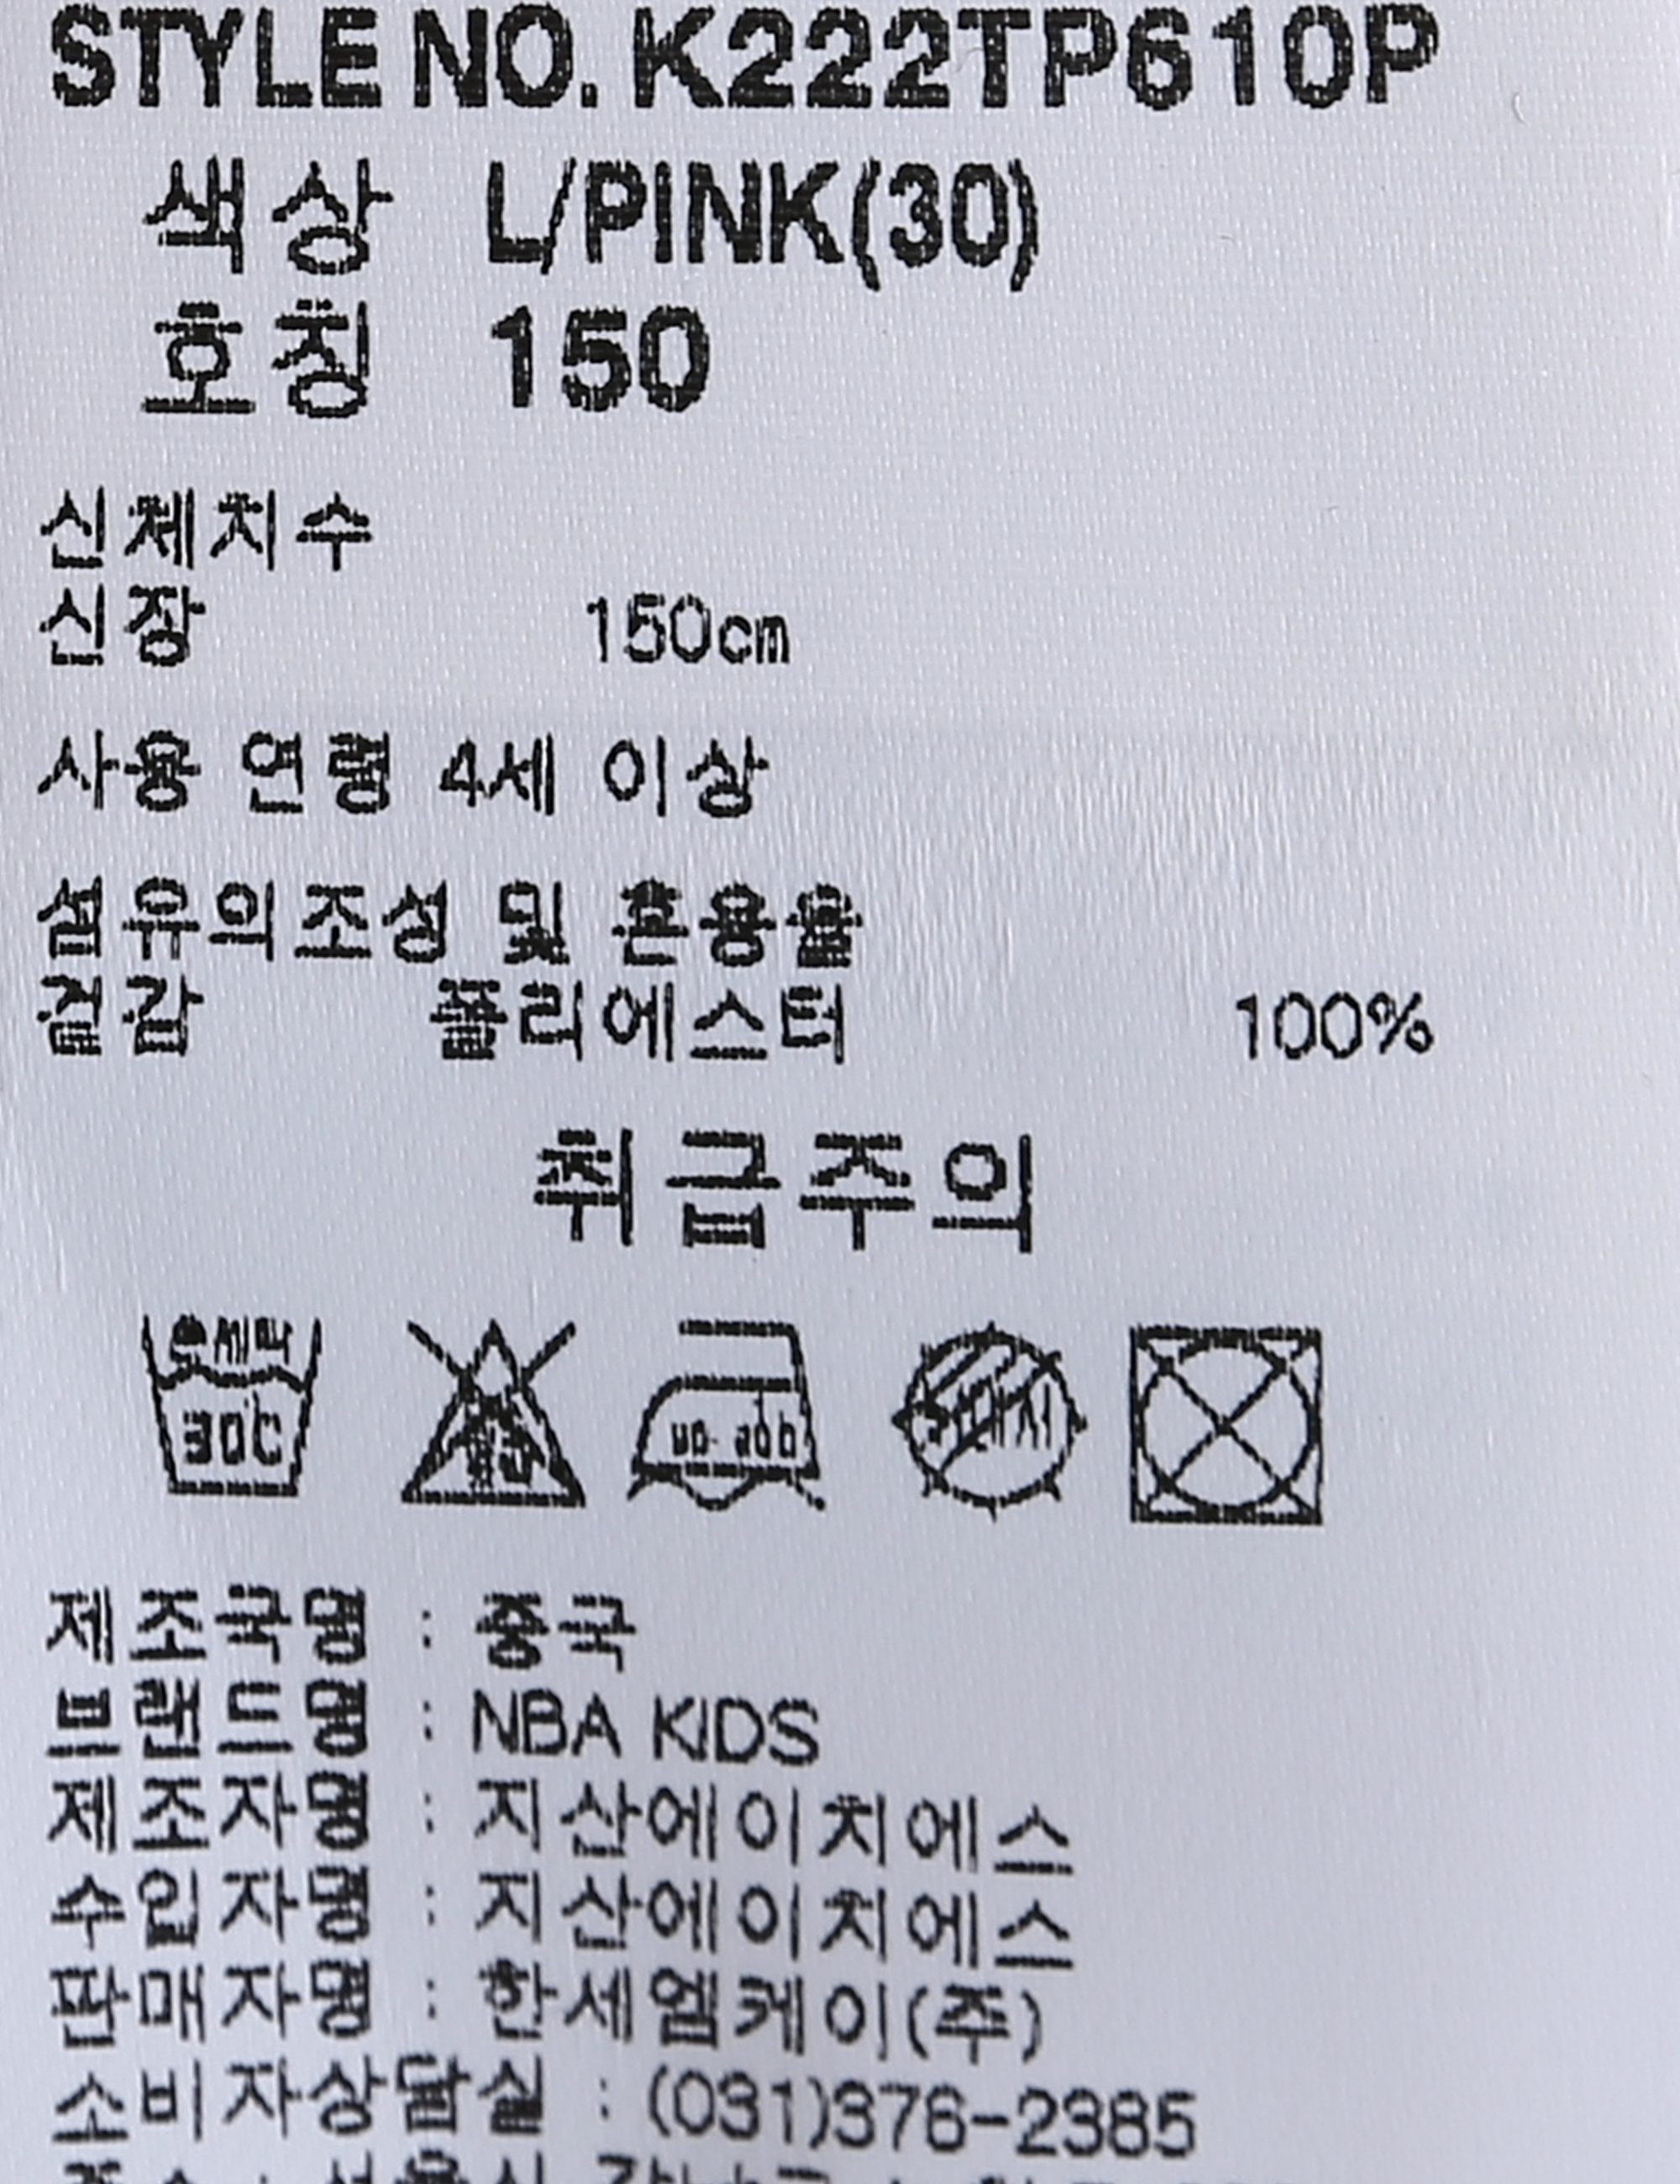 STYLE NO. K222TP610P
색상 L/PINK(30)
호칭 150
신체치수
신장 150cm
사용 연령 4세 이상
섬유의조성 및 혼용율
겉감 폴리에스터 100%
취급주의
손세탁
30℃
제조국명 : 중국
브랜드명 : NBA KIDS
제조자명 : 지산에이치에스
수입자명 : 지산에이치에스
판매자명 : 한세엠케이(주)
소비자상담실 : (031)376-2385